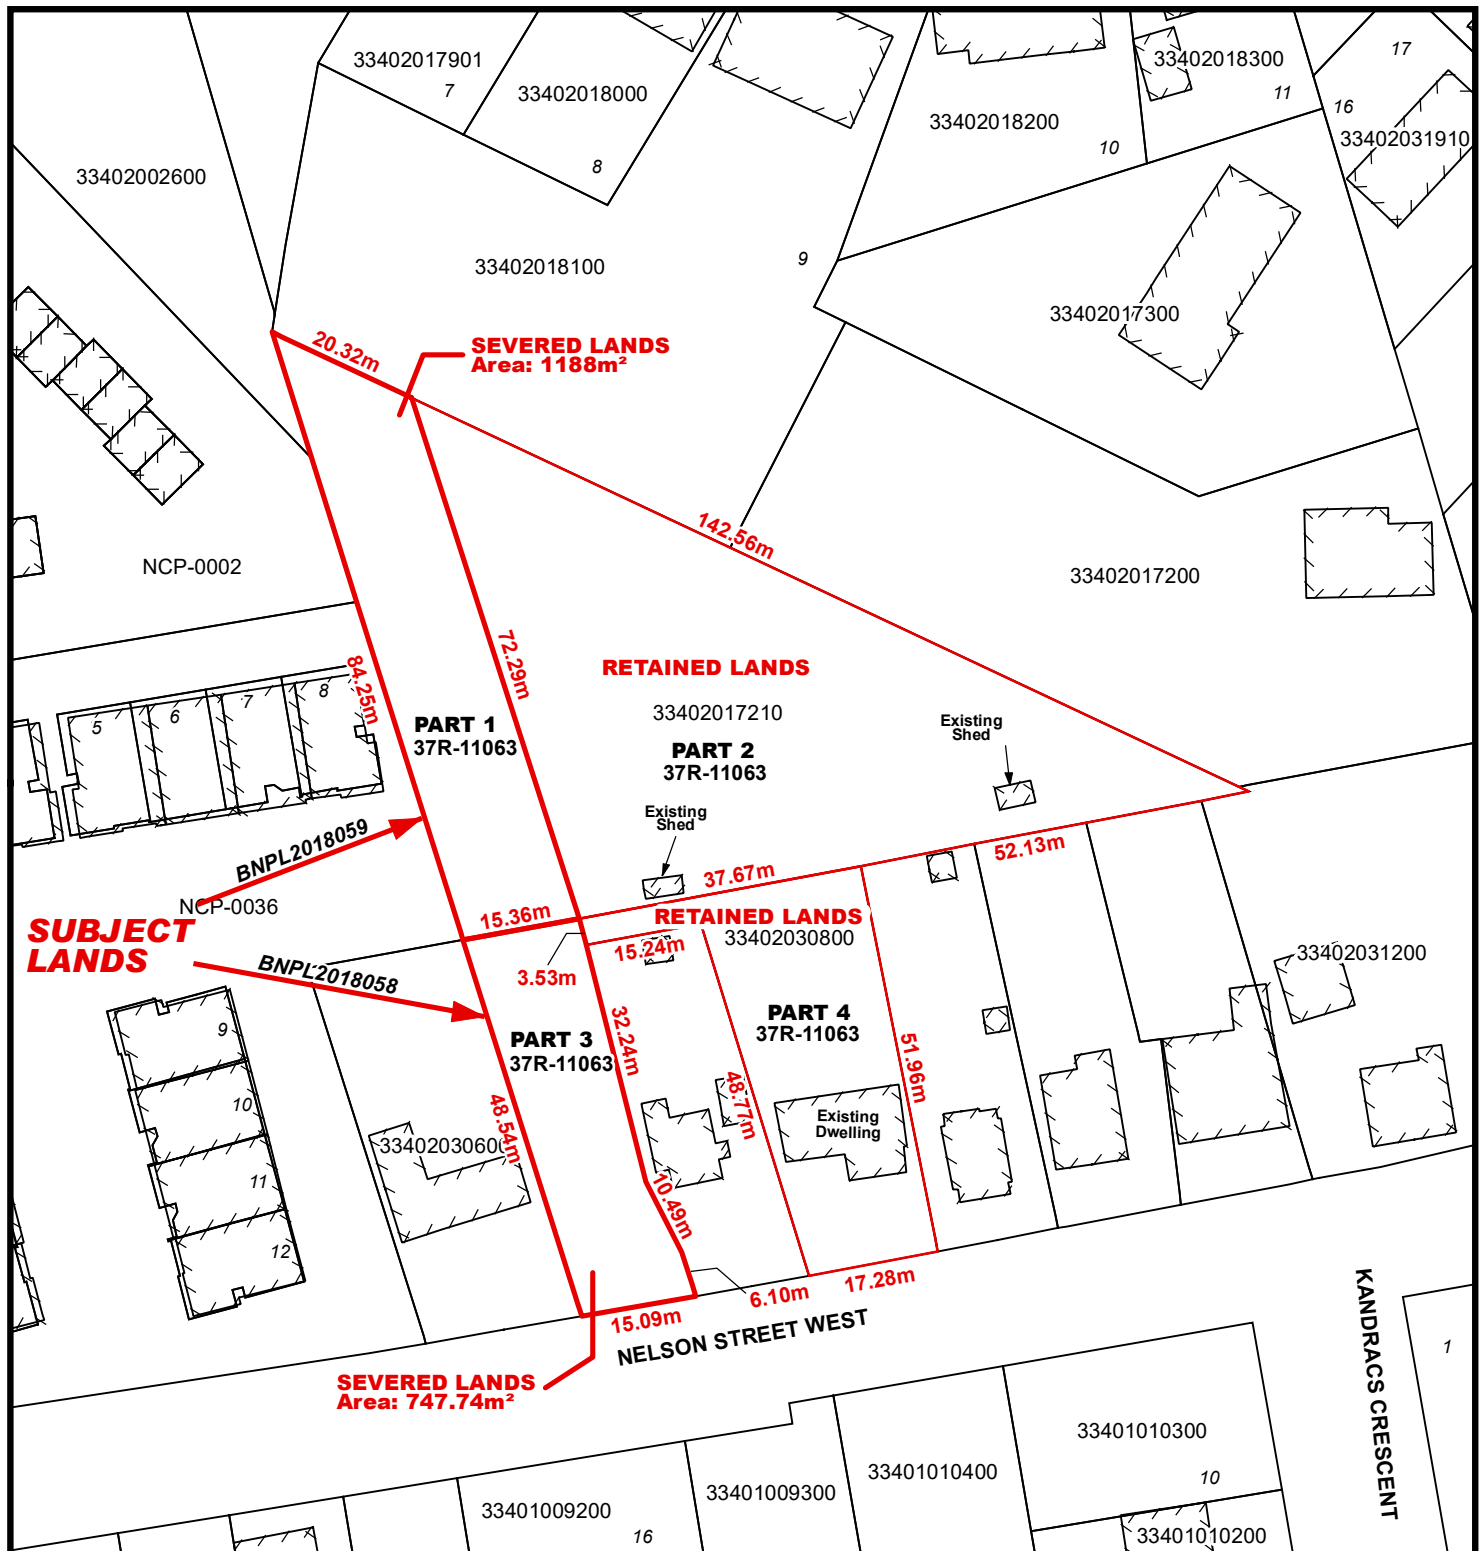 33402017901
7
33402018000
8
33402018300
11
17
16
33402031910
33402018200
10
33402002600
33402018100
9
33402017300
20.32m
SEVERED LANDS
Area: 1188m²
142.56m
NCP-0002
33402017200
72.29m
84.25m
RETAINED LANDS
33402017210
PART 1
37R-11063
PART 2
37R-11063
Existing
Shed
5
6
7
8
Existing
Shed
BNPL2018059
NCP-0036
37.67m
52.13m
15.36m
RETAINED LANDS
33402030800
15.24m
SUBJECT
LANDS
BNPL2018058
3.53m
33402031200
PART 3
37R-11063
32.24m
PART 4
37R-11063
51.96m
48.77m
9
10
11
12
48.54m
33402030600
Existing
Dwelling
10.49m
6.10m
17.28m
15.09m
NELSON STREET WEST
KANDRACS CRESCENT
1
SEVERED LANDS
Area: 747.74m²
33401010300
10
33401010400
33401009300
33401009200
16
33401010200